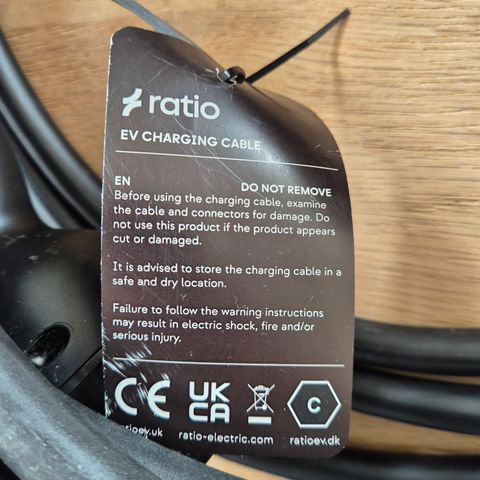 ratio
EV CHARGING CABLE
EN DO NOT REMOVE
Before using the charging cable, examine
the cable and connectors for damage. Do
not use this product if the product appears
cut or damaged.
It is advised to store the charging cable in a
safe and dry location.
Failure to follow the warning instructions
may result in electric shock, fire and/or
serious injury.
CE UK CA C
ratioev.uk ratio-electric.com ratioev.dk